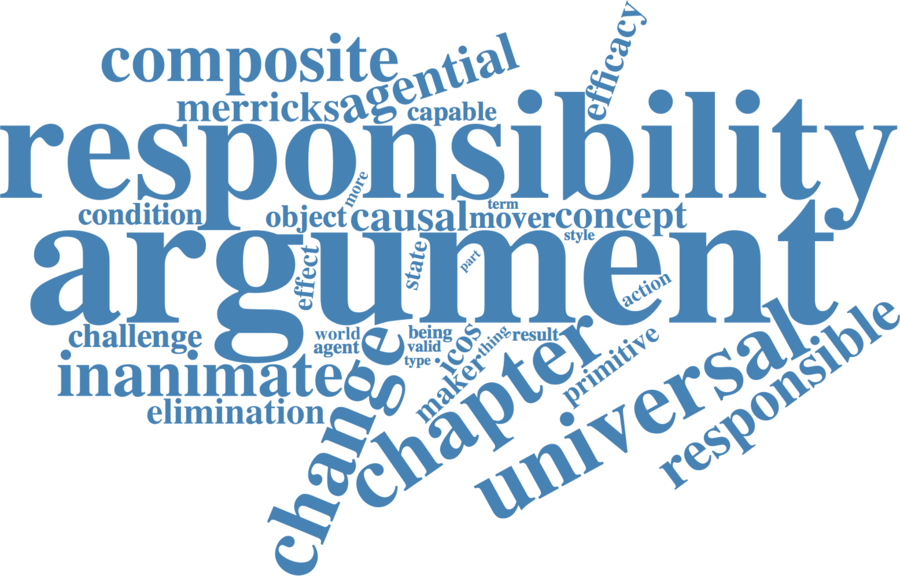 efficacy
composite
agential
merricks
capable
responsibility
more
condition
object
causal
term
mover
concept
style
argument
effect
state
part
action
challenge
world
agent
being
valid
type
icos
thing
result
maker
chapter
primitive
inanimate
elimination
change
universal
responsible